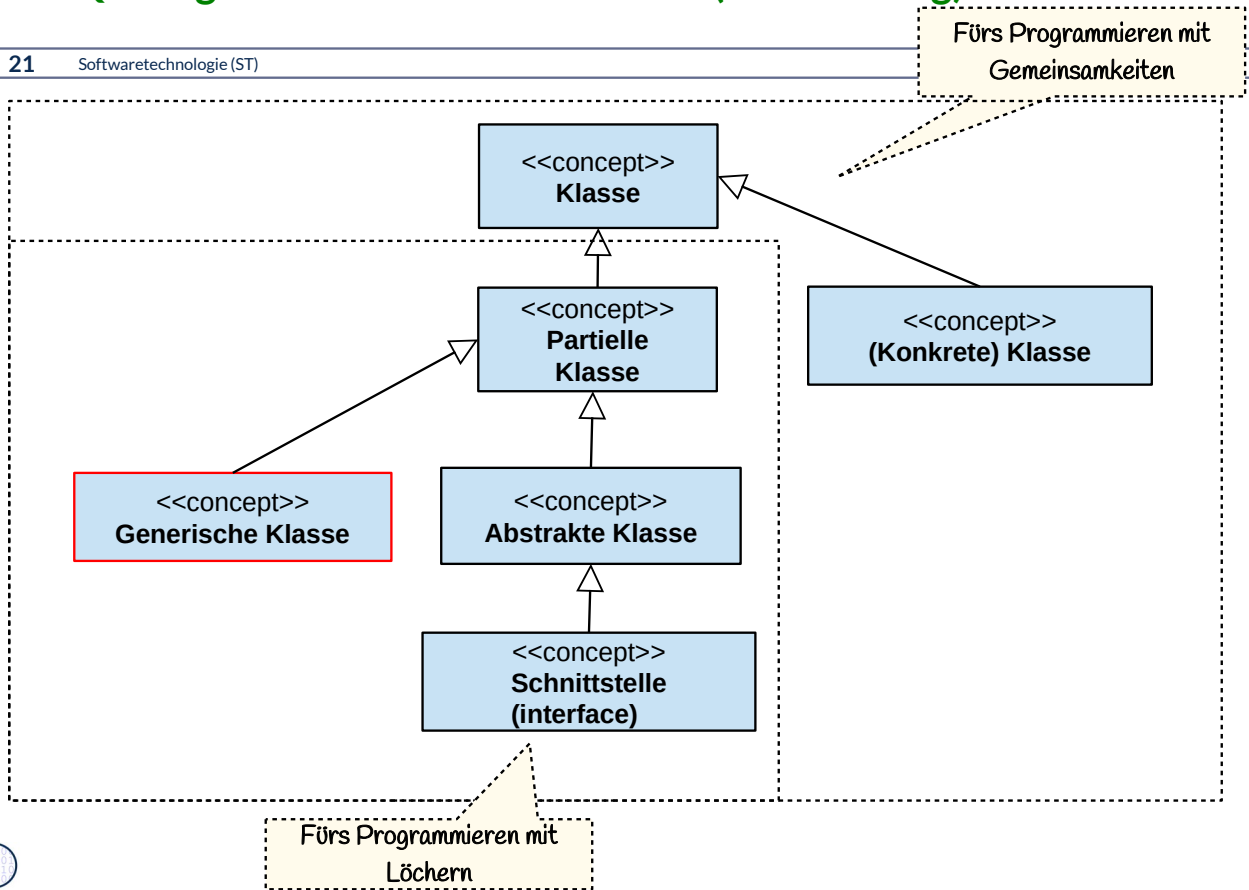 Fürs Programmieren mit
Gemeinsamkeiten
21 Softwaretechnologie (ST)
<<concept>>
Klasse
<<concept>>
Partielle
Klasse
<<concept>>
(Konkrete) Klasse
<<concept>>
Generische Klasse
<<concept>>
Abstrakte Klasse
<<concept>>
Schnittstelle
(interface)
Fürs Programmieren mit
Löchern